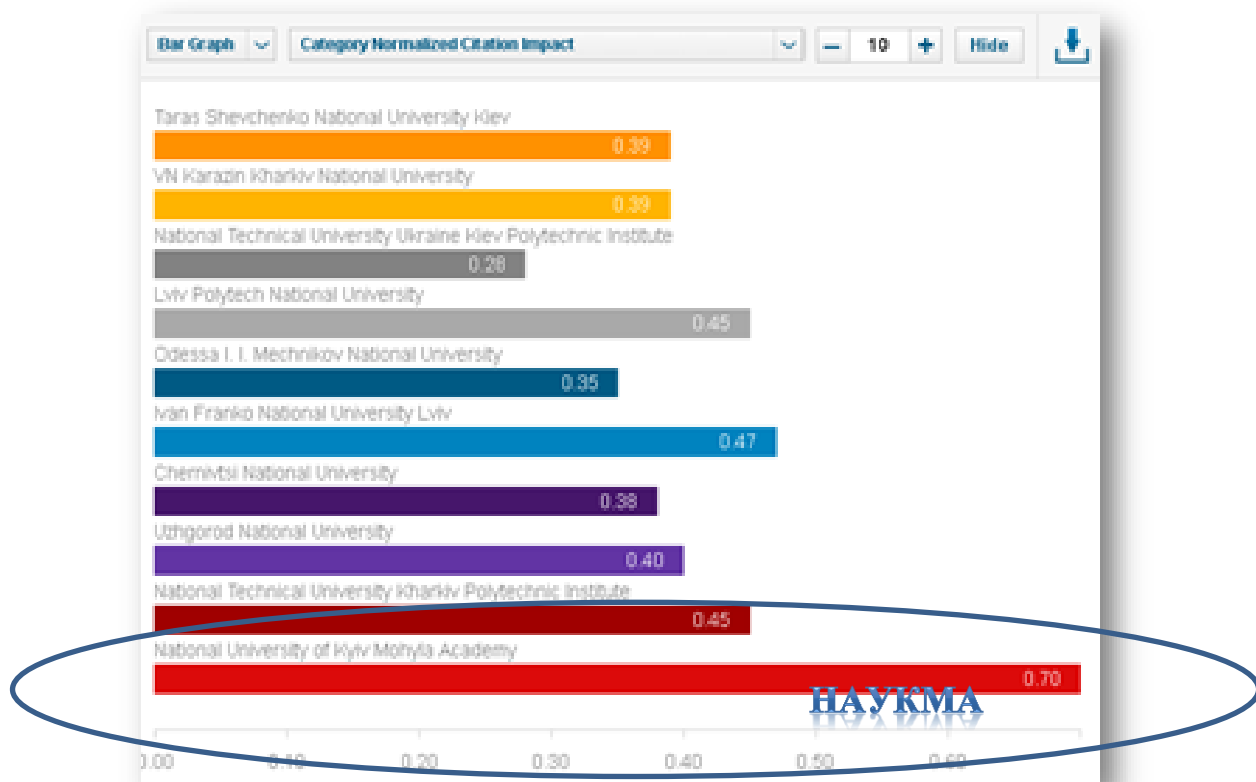 Bar Graph Category Normalized Citation Impact 10 Hide
Taras Shevchenko National University Kiev
0.39
VN Karazin Kharkiv National University
0.39
National Technical University Ukraine Kiev Polytechnic Institute
0.28
Lviv Polytech National University
0.45
Odessa I. I. Mechnikov National University
0.35
Ivan Franko National University Lviv
0.47
Chernivtsi National University
0.38
Uzhgorod National University
0.40
National Technical University Kharkiv Polytechnic Institute
0.45
National University of Kyiv Mohyla Academy
0.70
НАУКМА
0.00 0.10 0.20 0.30 0.40 0.50 0.60